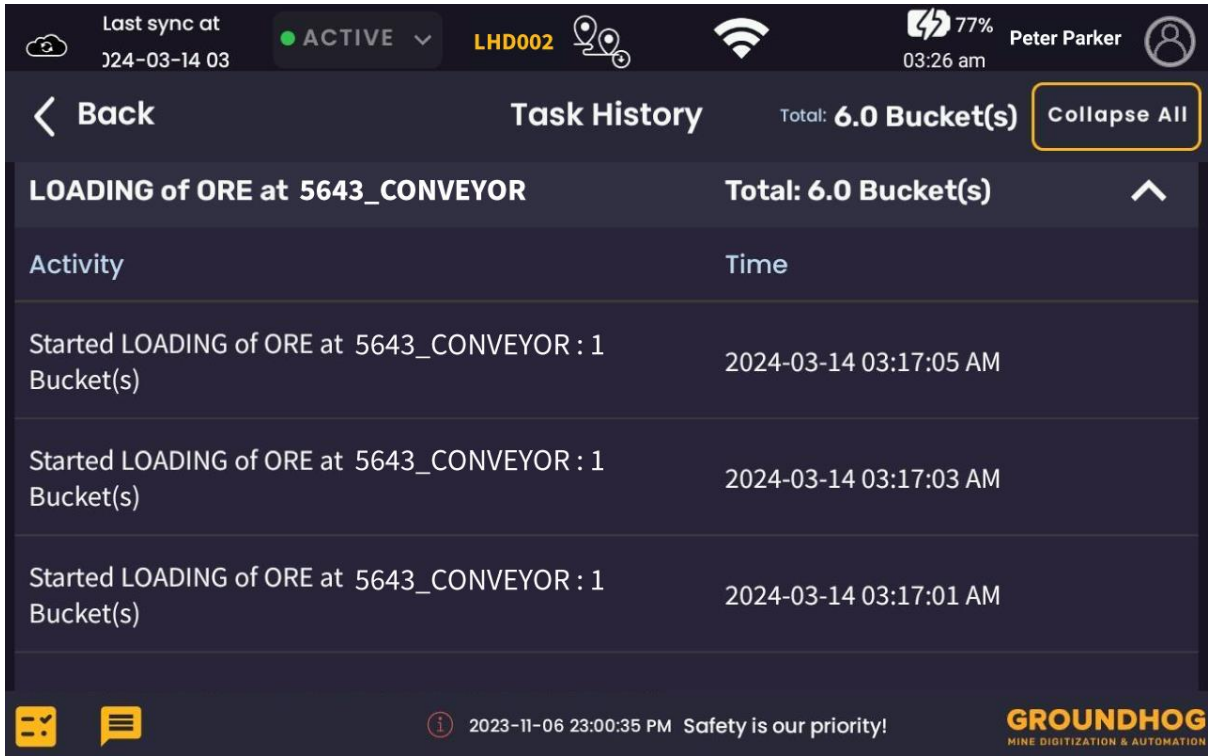 Last sync at
024-03-14 03
ACTIVE
LHD002
77%
03:26 am
Peter Parker
Back
Task History
Total: 6.0 Bucket(s)
Collapse All
LOADING of ORE at 5643_CONVEYOR
Total: 6.0 Bucket(s)
Activity
Time
Started LOADING of ORE at 5643_CONVEYOR : 1
Bucket(s)
2024-03-14 03:17:05 AM
Started LOADING of ORE at 5643_CONVEYOR : 1
Bucket(s)
2024-03-14 03:17:03 AM
Started LOADING of ORE at 5643_CONVEYOR : 1
Bucket(s)
2024-03-14 03:17:01 AM
2023-11-06 23:00:35 PM Safety is our priority!
GROUNDHOG
MINE DIGITIZATION & AUTOMATION